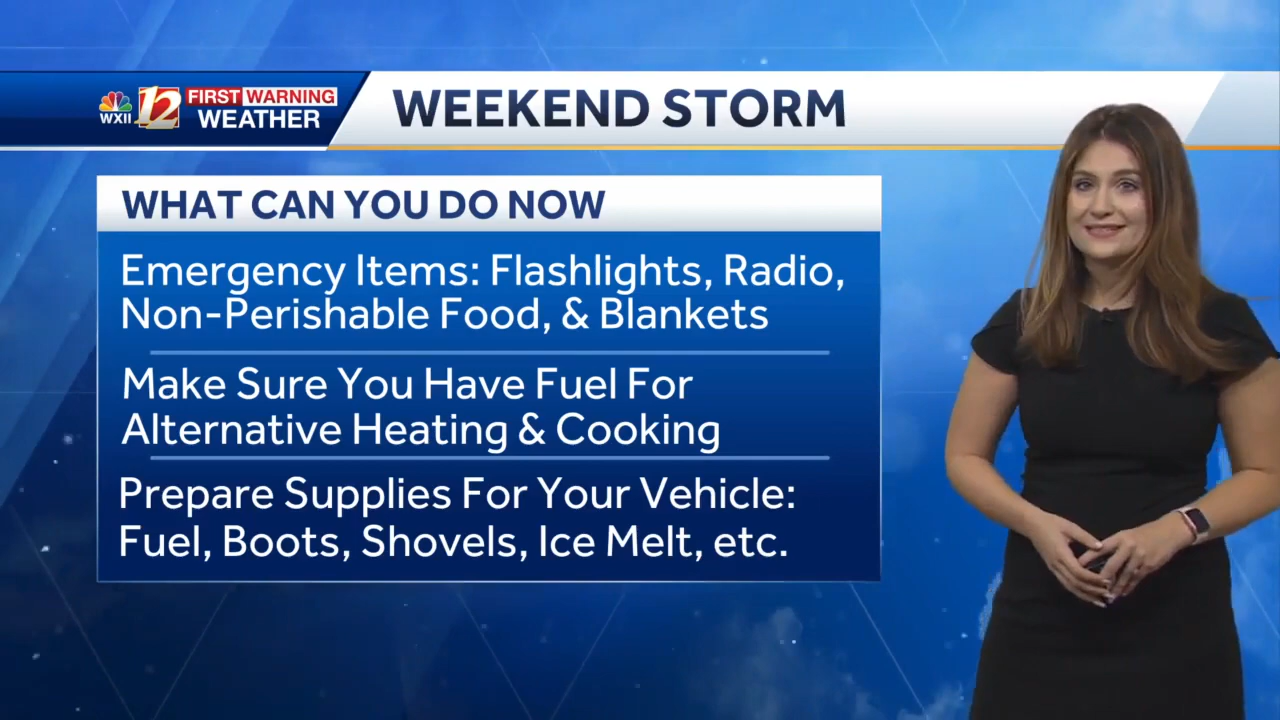 WXII 12 FIRST WARNING
WEATHER
WEEKEND STORM
WHAT CAN YOU DO NOW
Emergency Items: Flashlights, Radio,
Non-Perishable Food, & Blankets
Make Sure You Have Fuel For
Alternative Heating & Cooking
Prepare Supplies For Your Vehicle:
Fuel, Boots, Shovels, Ice Melt, etc.